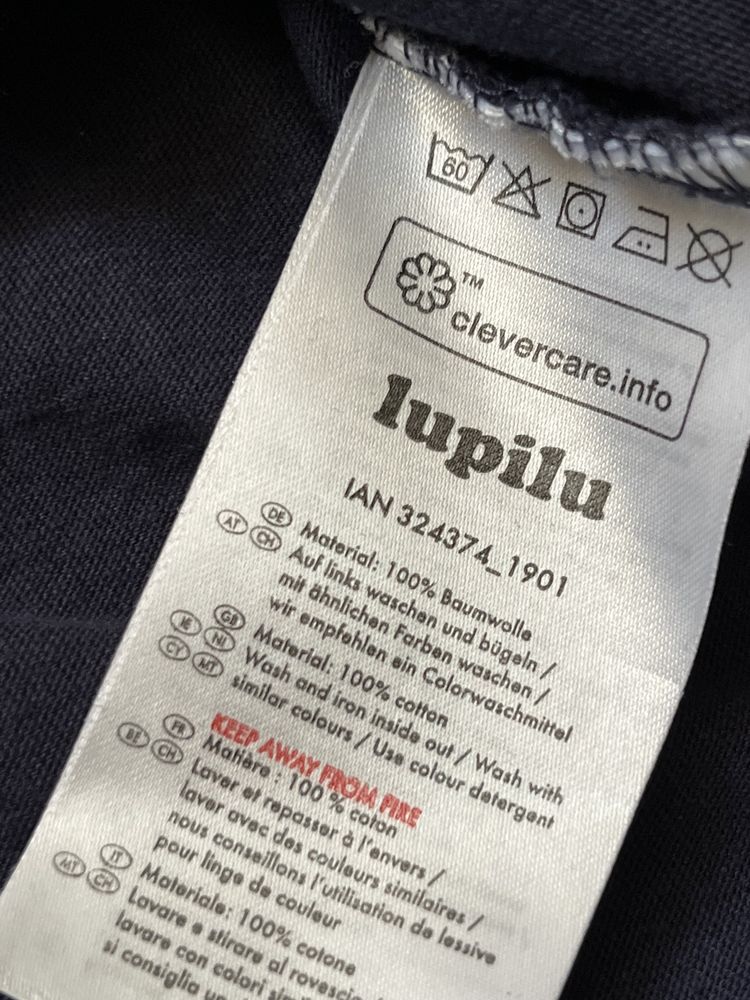 60
TM
clevercare.info
lupilu
IAN 324374_1901
DE
AT CH
Material: 100% Baumwolle
Auf links waschen und bügeln /
mit ähnlichen Farben waschen /
wir empfehlen ein Colorwaschmittel
GB
IE NI
CY MT
Material: 100% cotton
Wash and iron inside out / Wash with
similar colours / Use colour detergent
KEEP AWAY FROM FIRE
FR
BE CH
Matière : 100 % coton
Laver et repasser à l'envers /
laver avec des couleurs similaires /
nous conseillons l'utilisation de lessive
pour linge de couleur
IT
MT CH
Materiale: 100% cotone
Lavare e stirare al rovescio
lavare con colori
si consiglia